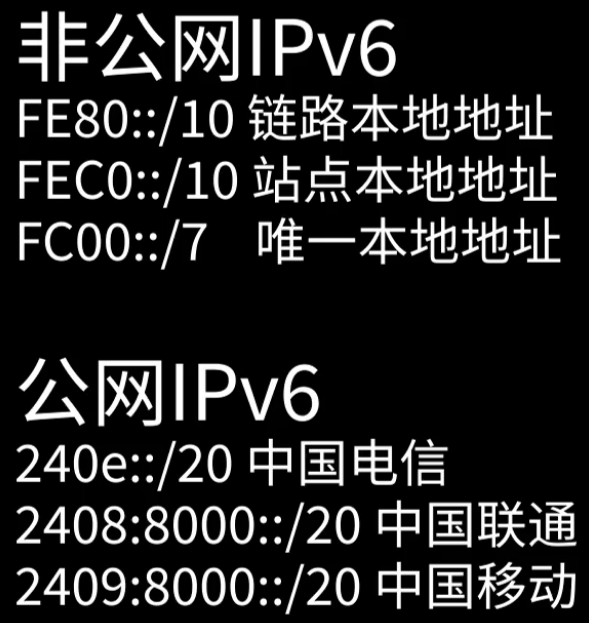 非公网IPv6
FE80::/10 链路本地地址
FEC0::/10 站点本地地址
FC00::/7 唯一本地地址
公网IPv6
240e::/20 中国电信
2408:8000::/20 中国联通
2409:8000::/20 中国移动